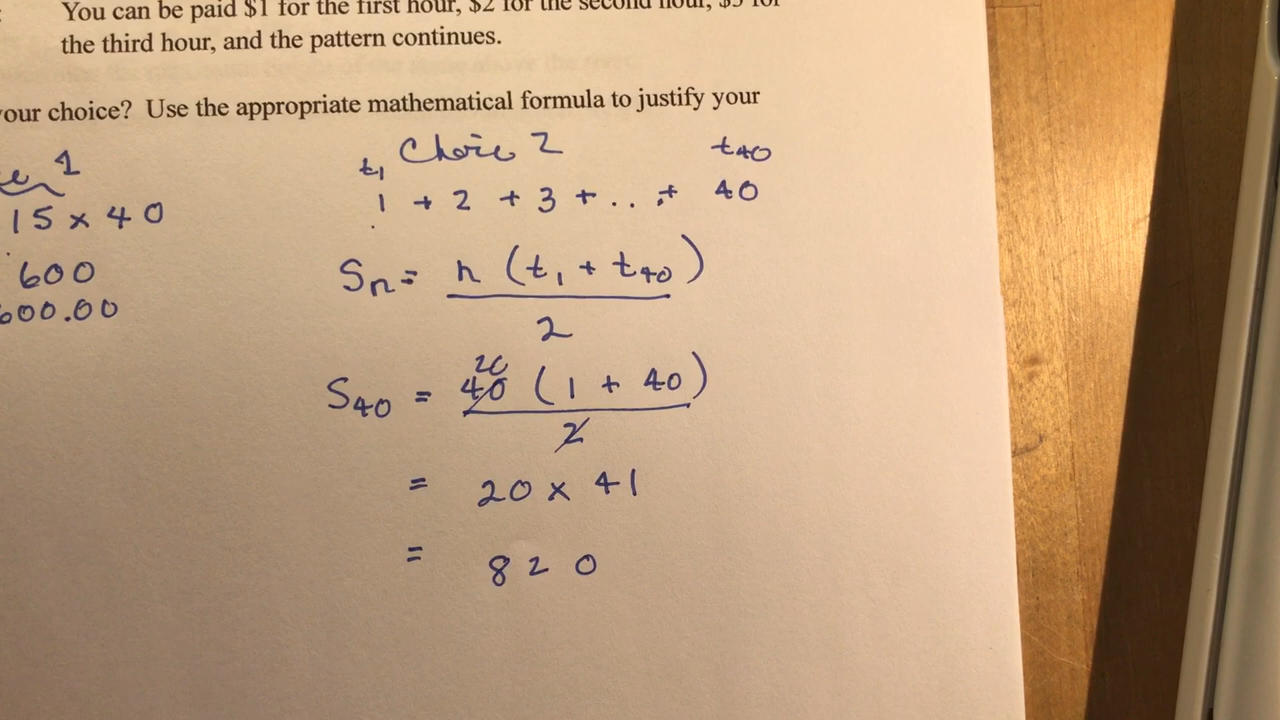 You can be paid $1 for the first hour, $2 for the second hour, $3 for
the third hour, and the pattern continues.
your choice? Use the appropriate mathematical formula to justify your
1
15 x 40
600
600.00
Choice 2
t1 t40
1 + 2 + 3 + ... + 40
Sn = n (t1 + t40)
2
20
S40 = 40 (1 + 40)
2
= 20 x 41
= 820